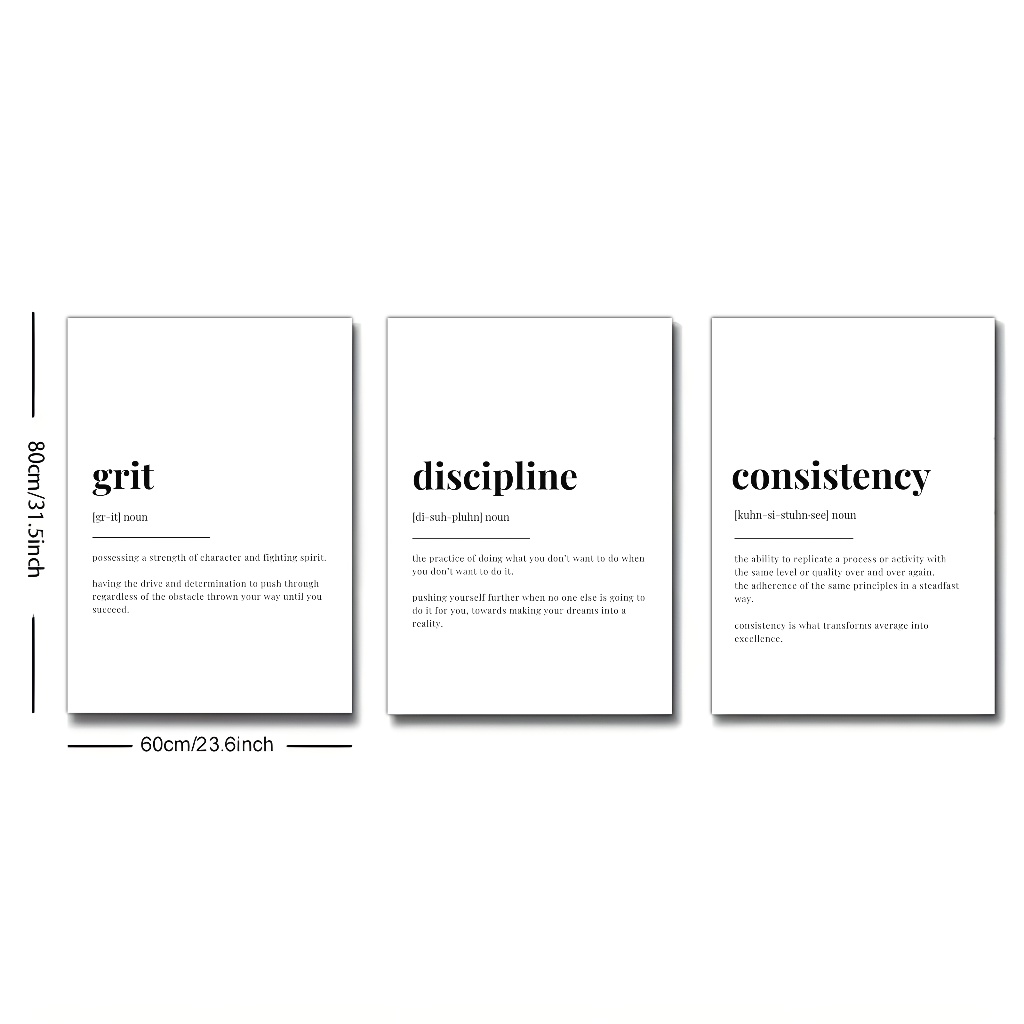 80cm/31.5inch
grit
[gr-it] noun
possessing a strength of character and fighting spirit.
having the drive and determination to push through
regardless of the obstacle thrown your way until you
succeed.
60cm/23.6inch
discipline
[di-suh-pluhn] noun
the practice of doing what you don't want to do when
you don't want to do it.
pushing yourself further when no one else is going to
do it for you, towards making your dreams into a
reality.
consistency
[kuhn-si-stuhn-see] noun
the ability to replicate a process or activity with
the same level or quality over and over again.
the adherence of the same principles in a steadfast
way.
consistency is what transforms average into
excellence.